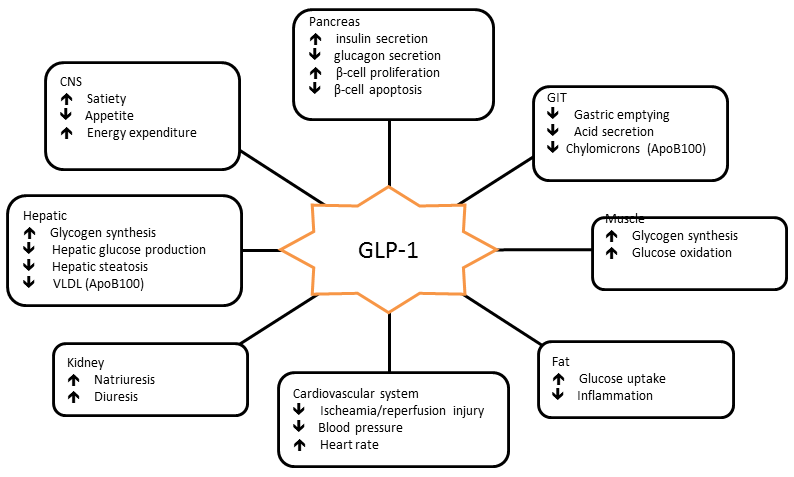 Pancreas
🡹 insulin secretion
🡻 glucagon secretion
🡹 β-cell proliferation
🡻 β-cell apoptosis
CNS
🡹 Satiety
🡻 Appetite
🡹 Energy expenditure
GIT
🡻 Gastric emptying
🡻 Acid secretion
🡻 Chylomicrons (ApoB100)
Hepatic
🡹 Glycogen synthesis
🡻 Hepatic glucose production
🡻 Hepatic steatosis
🡻 VLDL (ApoB100)
GLP-1
Muscle
🡹 Glycogen synthesis
🡹 Glucose oxidation
Kidney
🡹 Natriuresis
🡹 Diuresis
Cardiovascular system
🡻 Ischeamia/reperfusion injury
🡻 Blood pressure
🡹 Heart rate
Fat
🡹 Glucose uptake
🡻 Inflammation